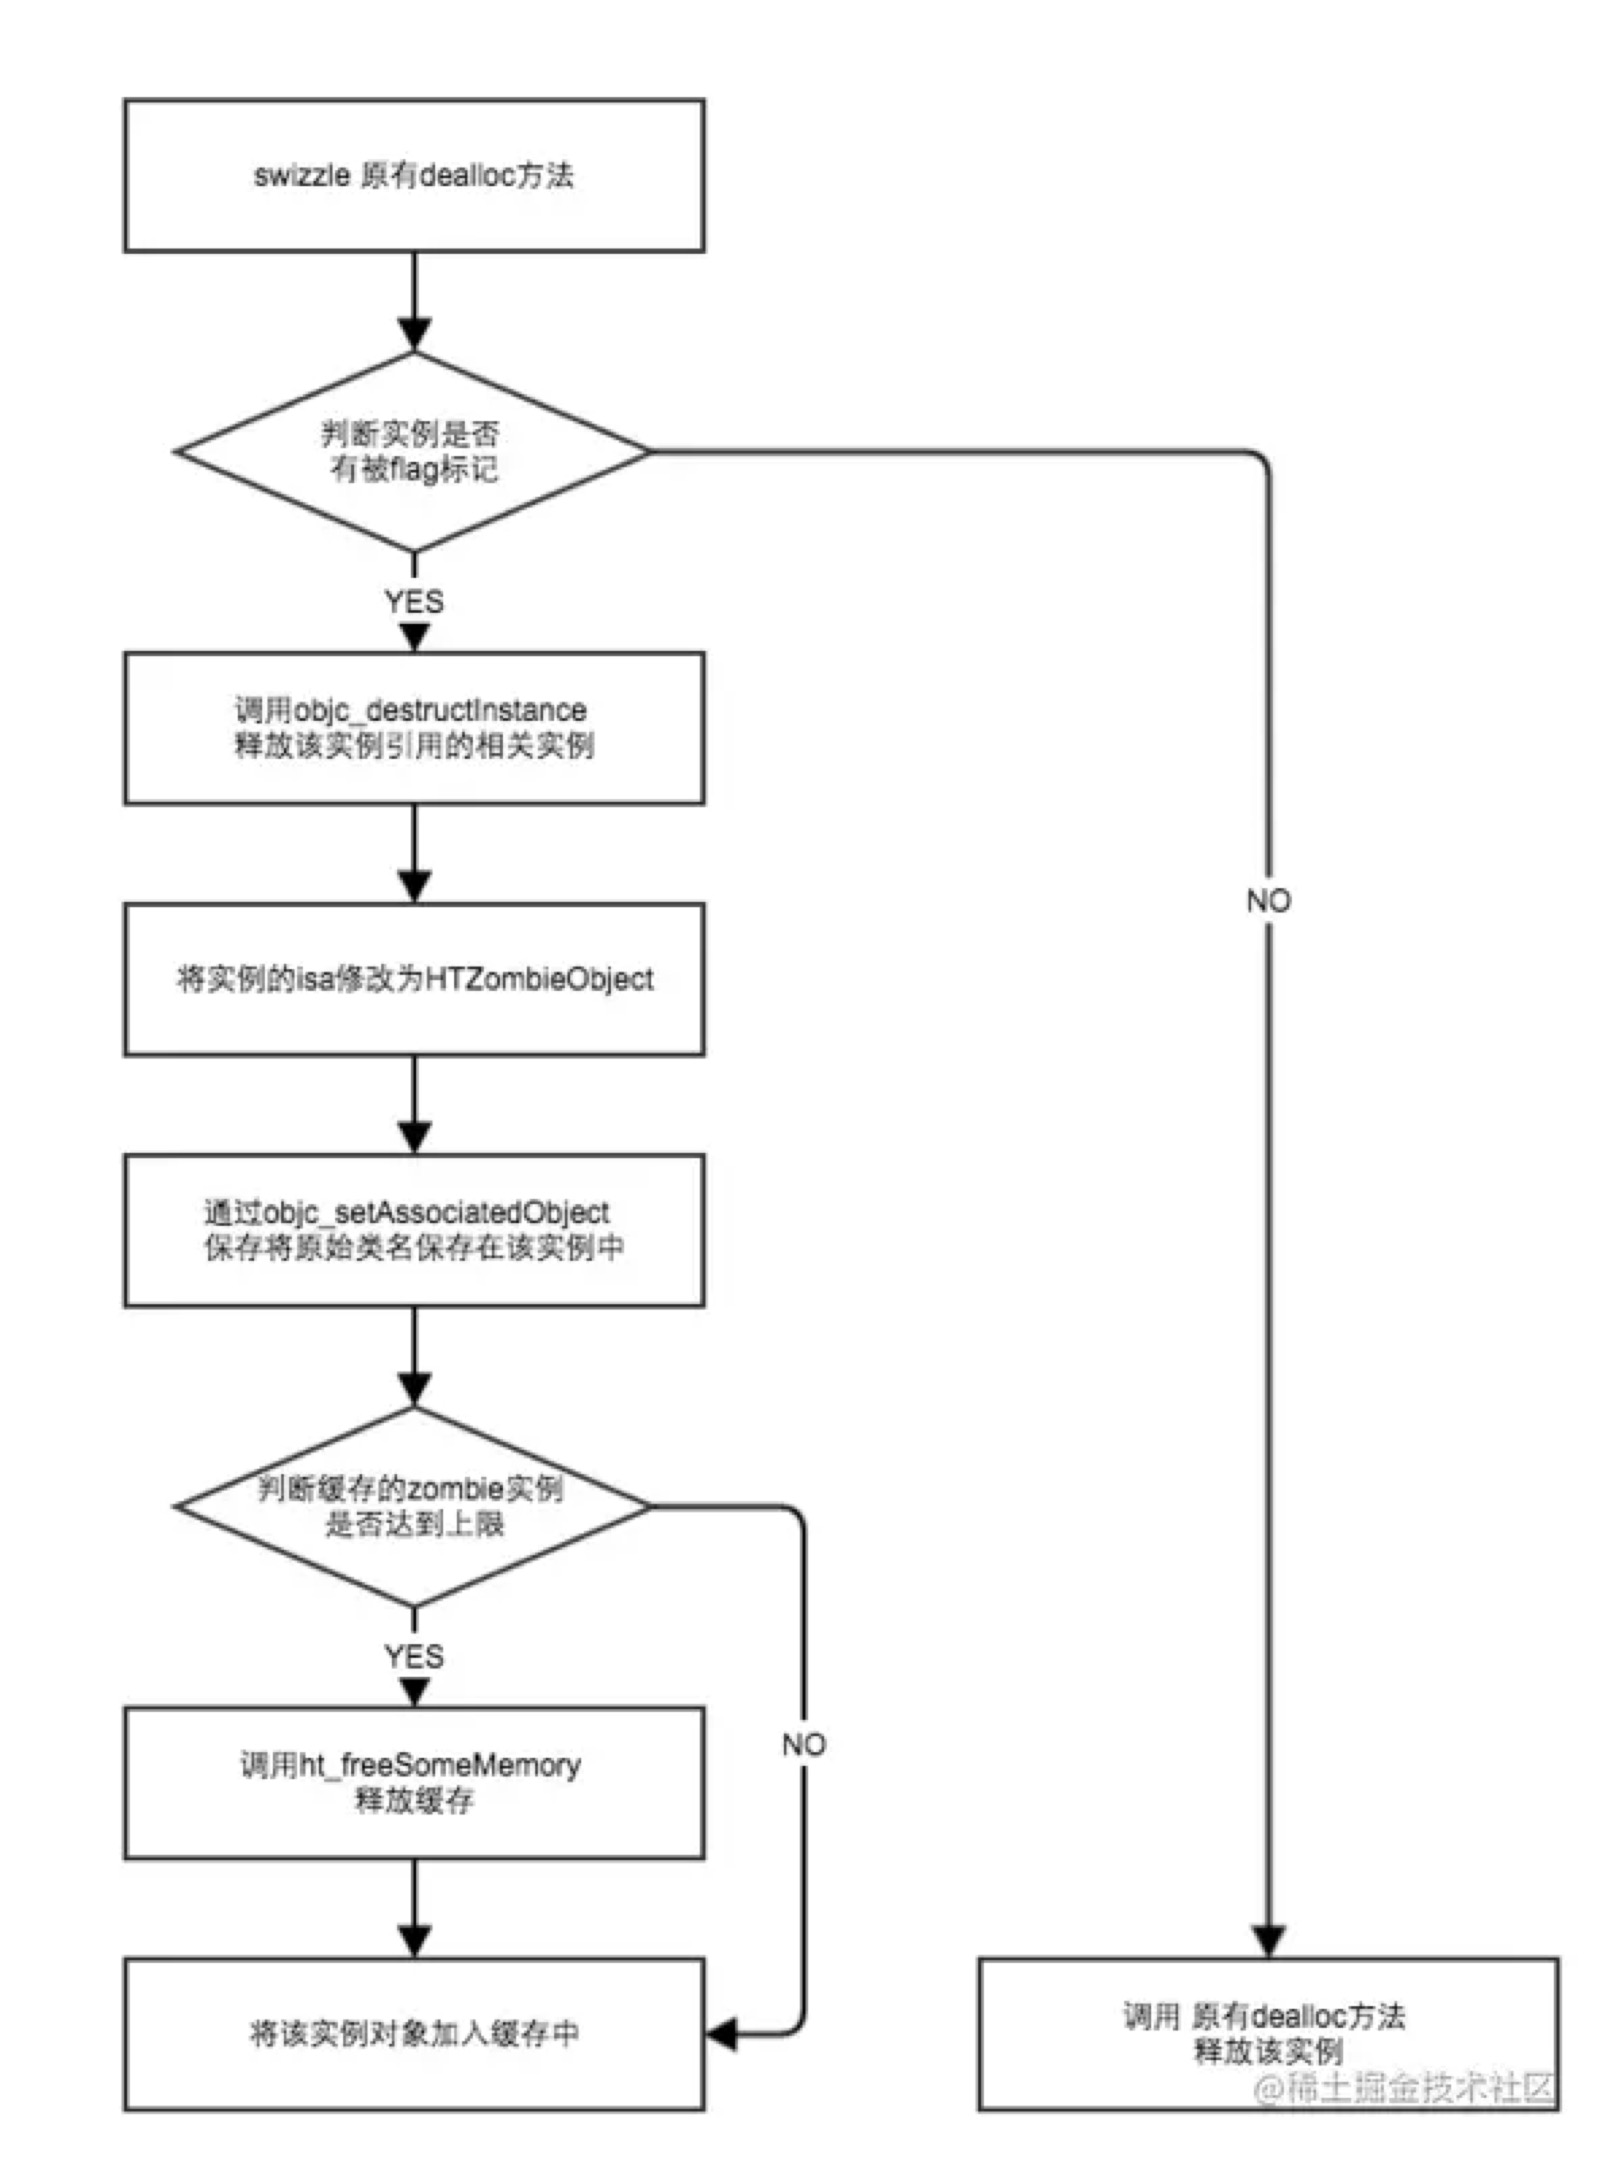 swizzle 原有dealloc方法
判断实例是否
有被flag标记
YES
调用objc_destructInstance
释放该实例引用的相关实例
NO
将实例的isa修改为HTZombieObject
通过objc_setAssociatedObject
保存将原始类名保存在该实例中
判断缓存的zombie实例
是否达到上限
YES
NO
调用ht_freeSomeMemory
释放缓存
将该实例对象加入缓存中
调用 原有dealloc方法
释放该实例
@稀土掘金技术社区